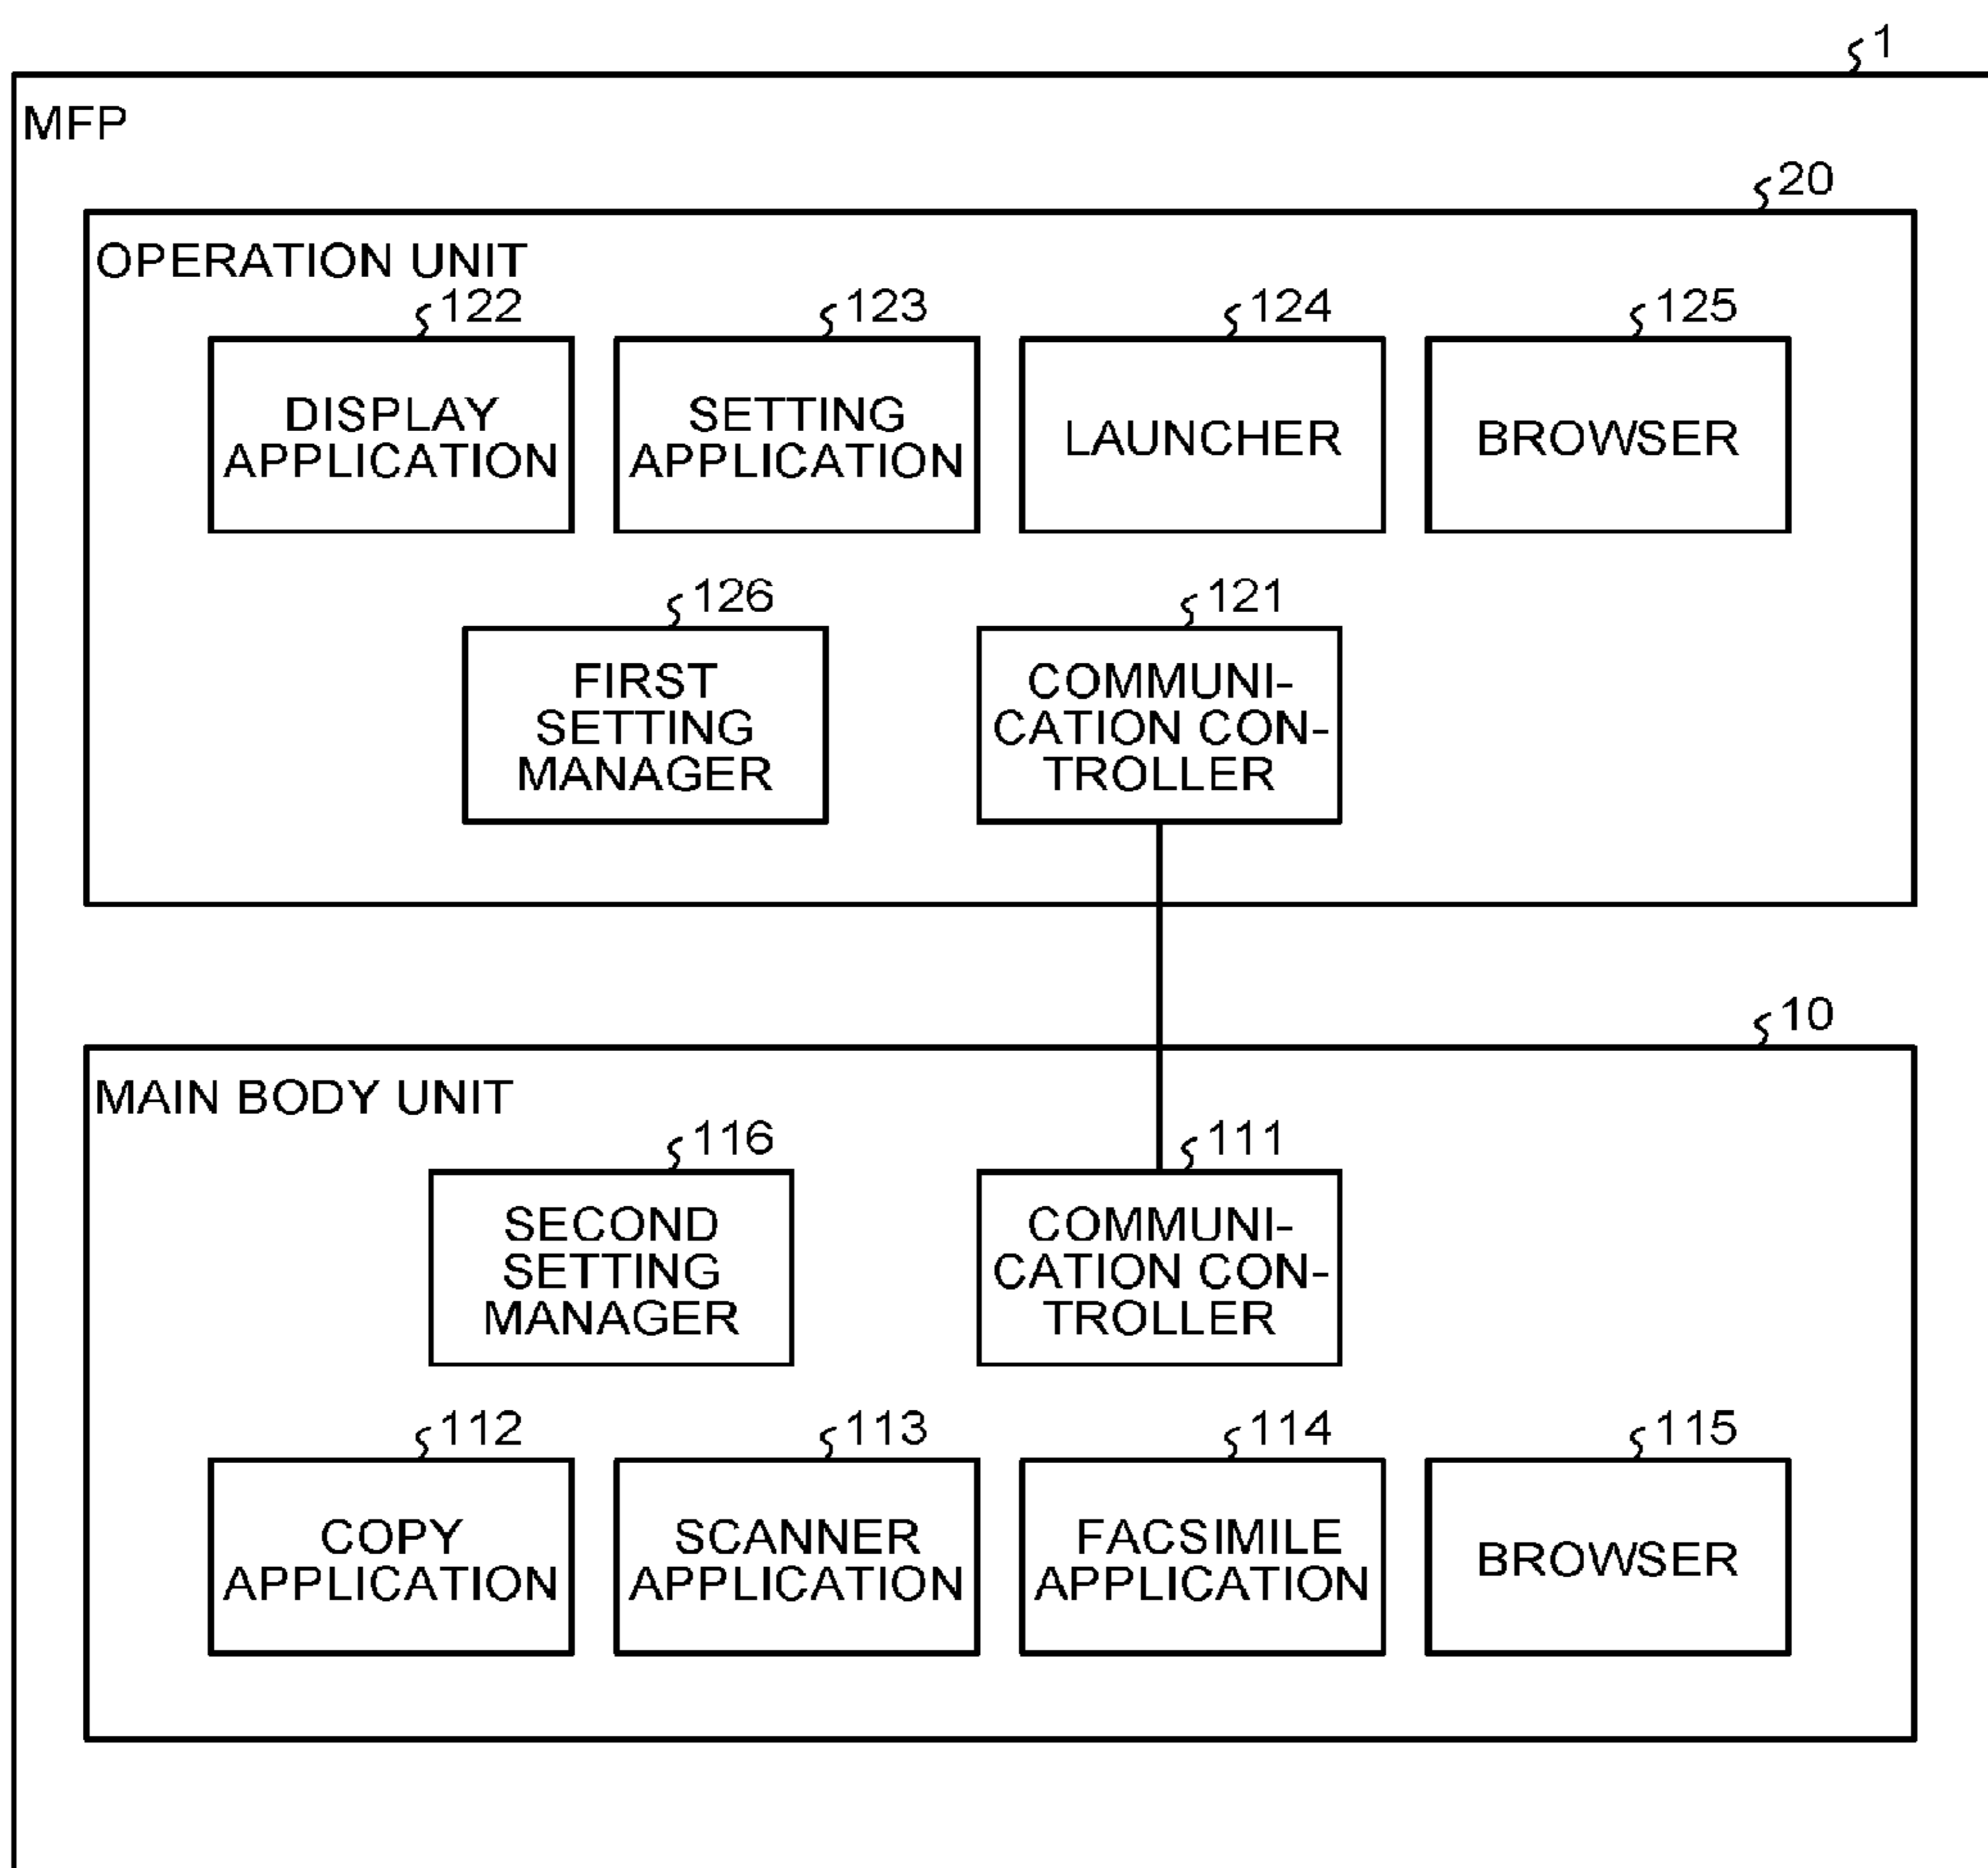 1
MFP
20
OPERATION UNIT
122
123
124
125
DISPLAY
APPLICATION
SETTING
APPLICATION
LAUNCHER
BROWSER
126
121
FIRST
SETTING
MANAGER
COMMUNI-
CATION CON-
TROLLER
10
MAIN BODY UNIT
116
111
SECOND
SETTING
MANAGER
COMMUNI-
CATION CON-
TROLLER
112
113
114
115
COPY
APPLICATION
SCANNER
APPLICATION
FACSIMILE
APPLICATION
BROWSER